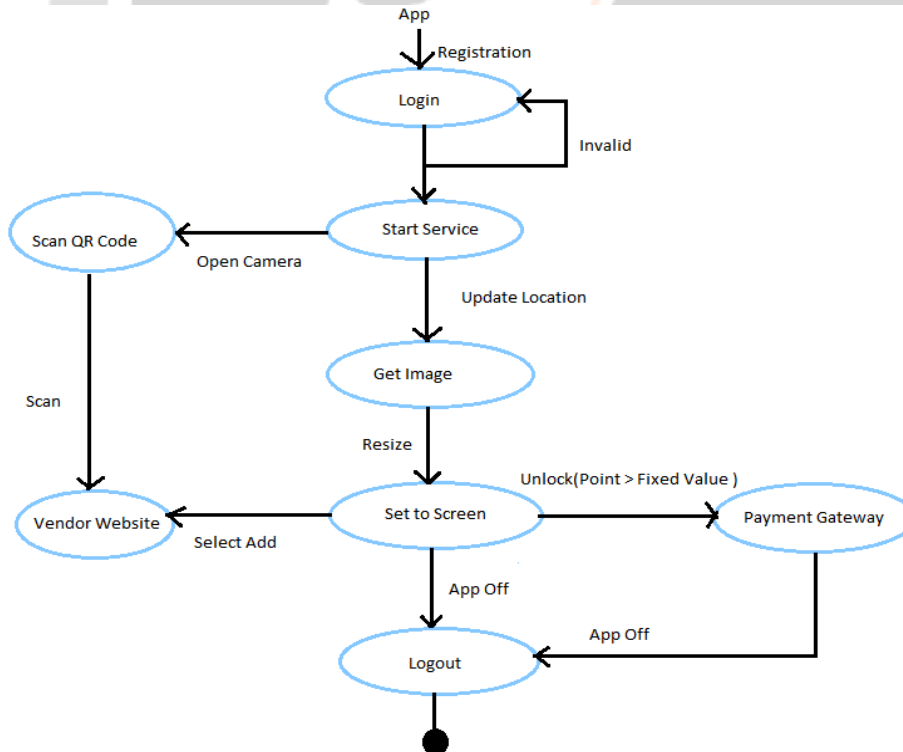 App
Registration
Login
Invalid
Start Service
Scan QR Code
Open Camera
Update Location
Get Image
Scan
Resize
Unlock(Point > Fixed Value )
Vendor Website
Set to Screen
Payment Gateway
Select Add
App Off
App Off
Logout